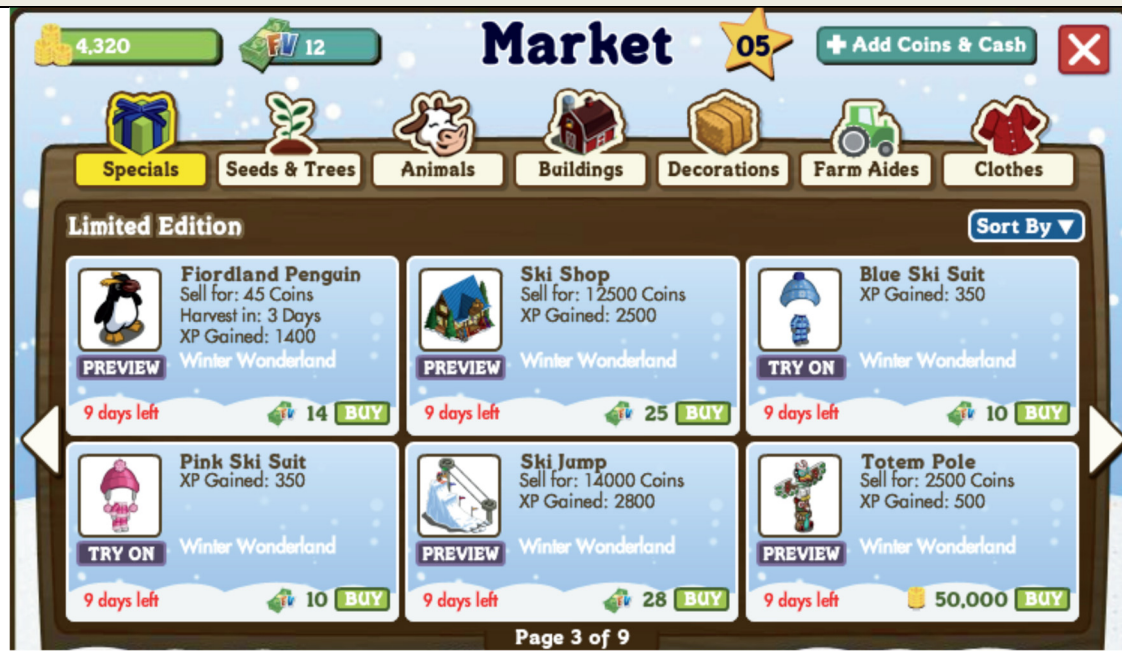 4,320
FV 12
Market
05
+ Add Coins & Cash
Specials
Seeds & Trees
Animals
Buildings
Decorations
Farm Aides
Clothes
Limited Edition
Sort By ▼
Fiordland Penguin
Sell for: 45 Coins
Harvest in: 3 Days
XP Gained: 1400
PREVIEW
Winter Wonderland
9 days left
FV 14 BUY
Ski Shop
Sell for: 12500 Coins
XP Gained: 2500
PREVIEW
Winter Wonderland
9 days left
FV 25 BUY
Blue Ski Suit
XP Gained: 350
TRY ON
Winter Wonderland
9 days left
FV 10 BUY
Pink Ski Suit
XP Gained: 350
TRY ON
Winter Wonderland
9 days left
FV 10 BUY
Ski Jump
Sell for: 14000 Coins
XP Gained: 2800
PREVIEW
Winter Wonderland
9 days left
FV 28 BUY
Totem Pole
Sell for: 2500 Coins
XP Gained: 500
PREVIEW
Winter Wonderland
9 days left
50,000 BUY
Page 3 of 9